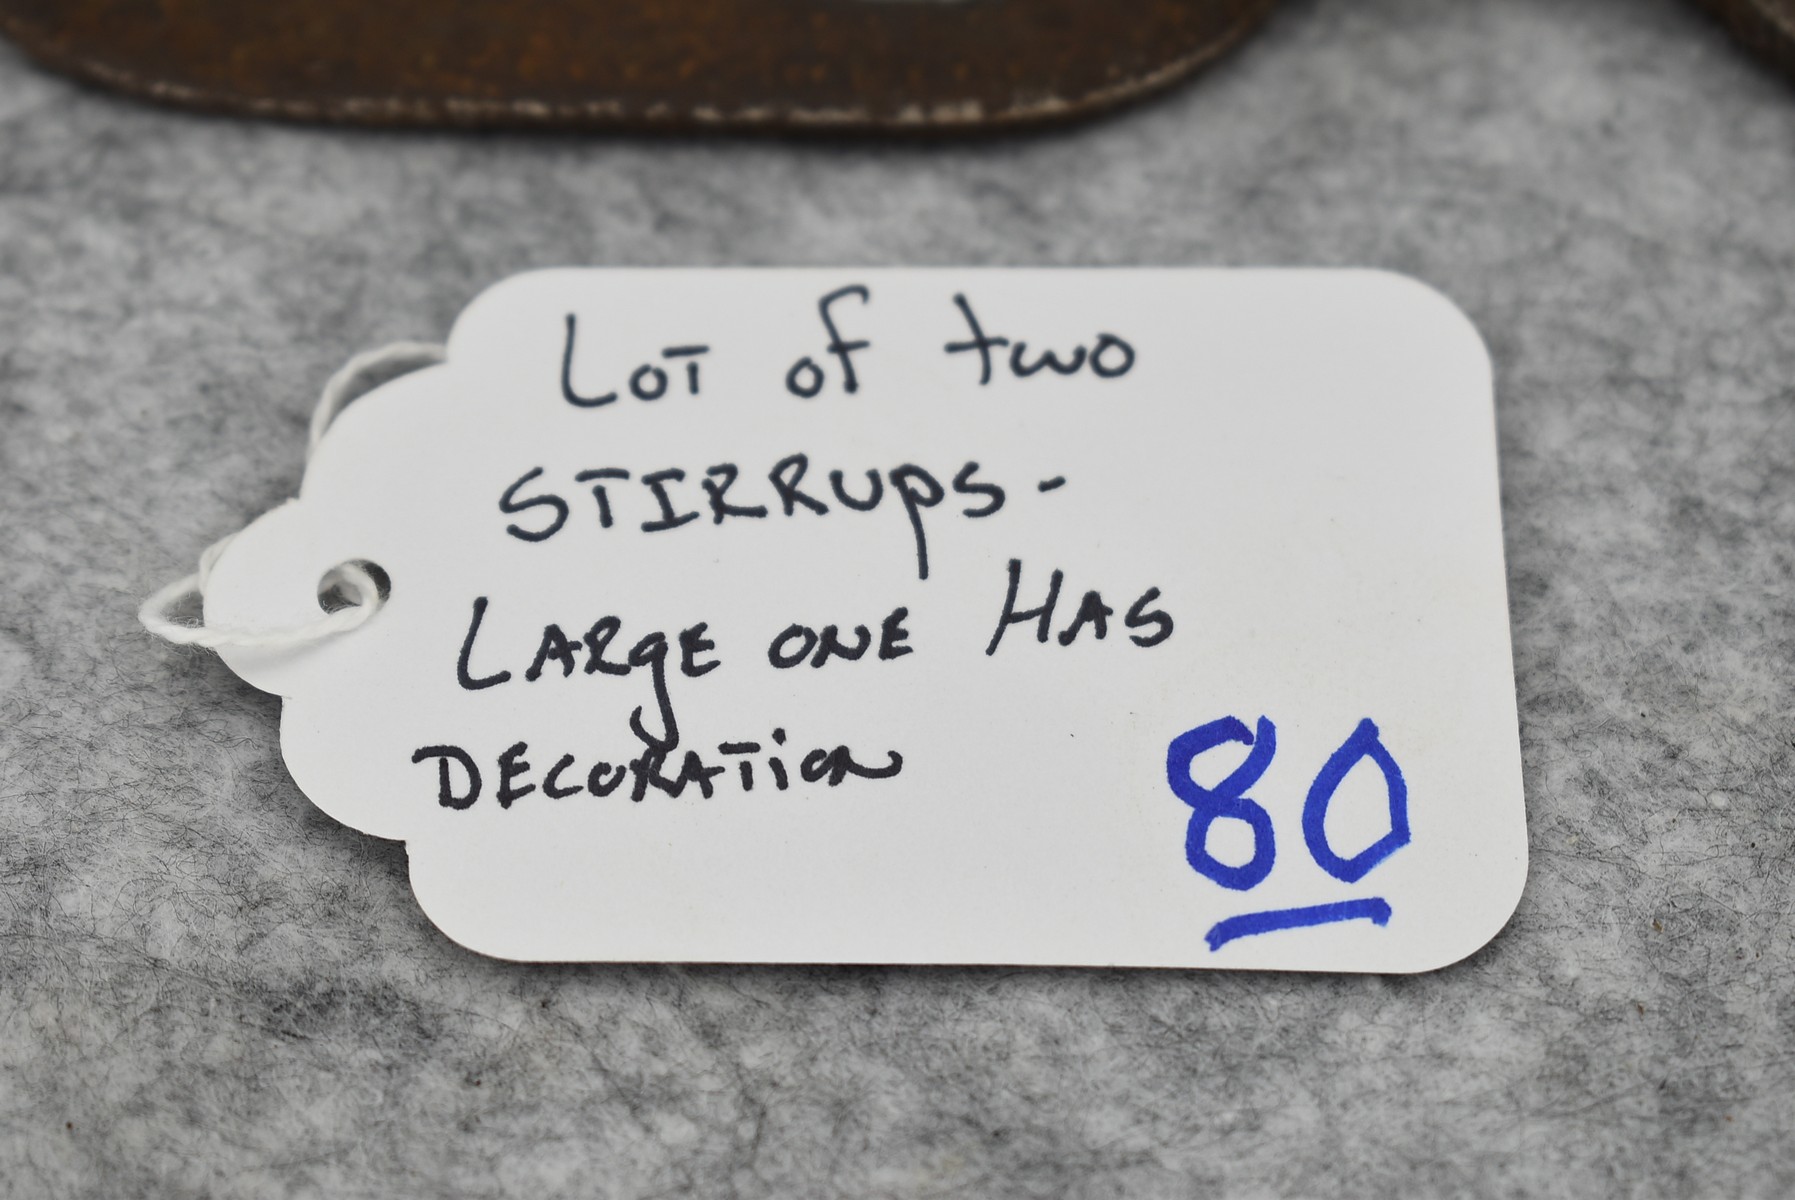 Lot of two
STIRRUPS-
LARgE ONE HAS
DECORATiON
80